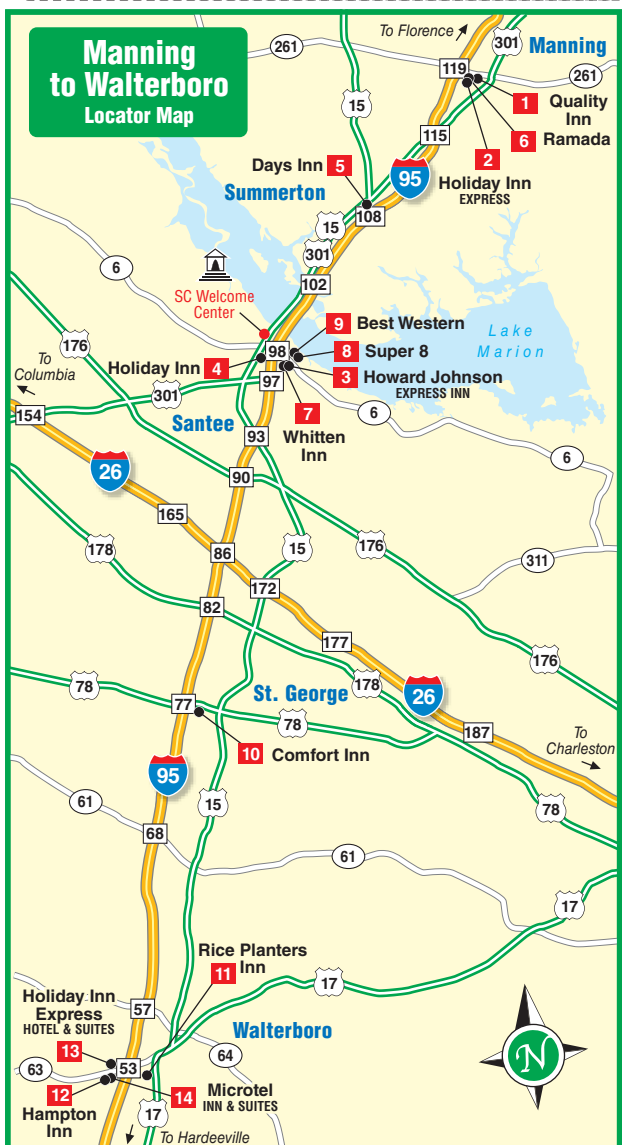 Manning
to Walterboro
Locator Map
To Florence
301
Manning
261
119
261
15
1 Quality
Inn
6 Ramada
115
2
Holiday Inn
EXPRESS
Days Inn 5
95
Summerton
108
15
301
6
102
SC Welcome
Center
9 Best Western
Lake
Marion
176
98
8 Super 8
Holiday Inn 4
3 Howard Johnson
EXPRESS INN
To
Columbia
97
301
7
Whitten
Inn
6
154
Santee
93
6
26
90
165
178
86
15
176
311
172
82
177
176
78
St. George
178
26
77
78
187
To
Charleston
10 Comfort Inn
95
61
15
78
68
61
17
Rice Planters
Inn
11
17
Holiday Inn
Express
HOTEL & SUITES
57
Walterboro
13
64
N
63
53
12
14 Microtel
INN & SUITES
Hampton
Inn
17
To Hardeeville